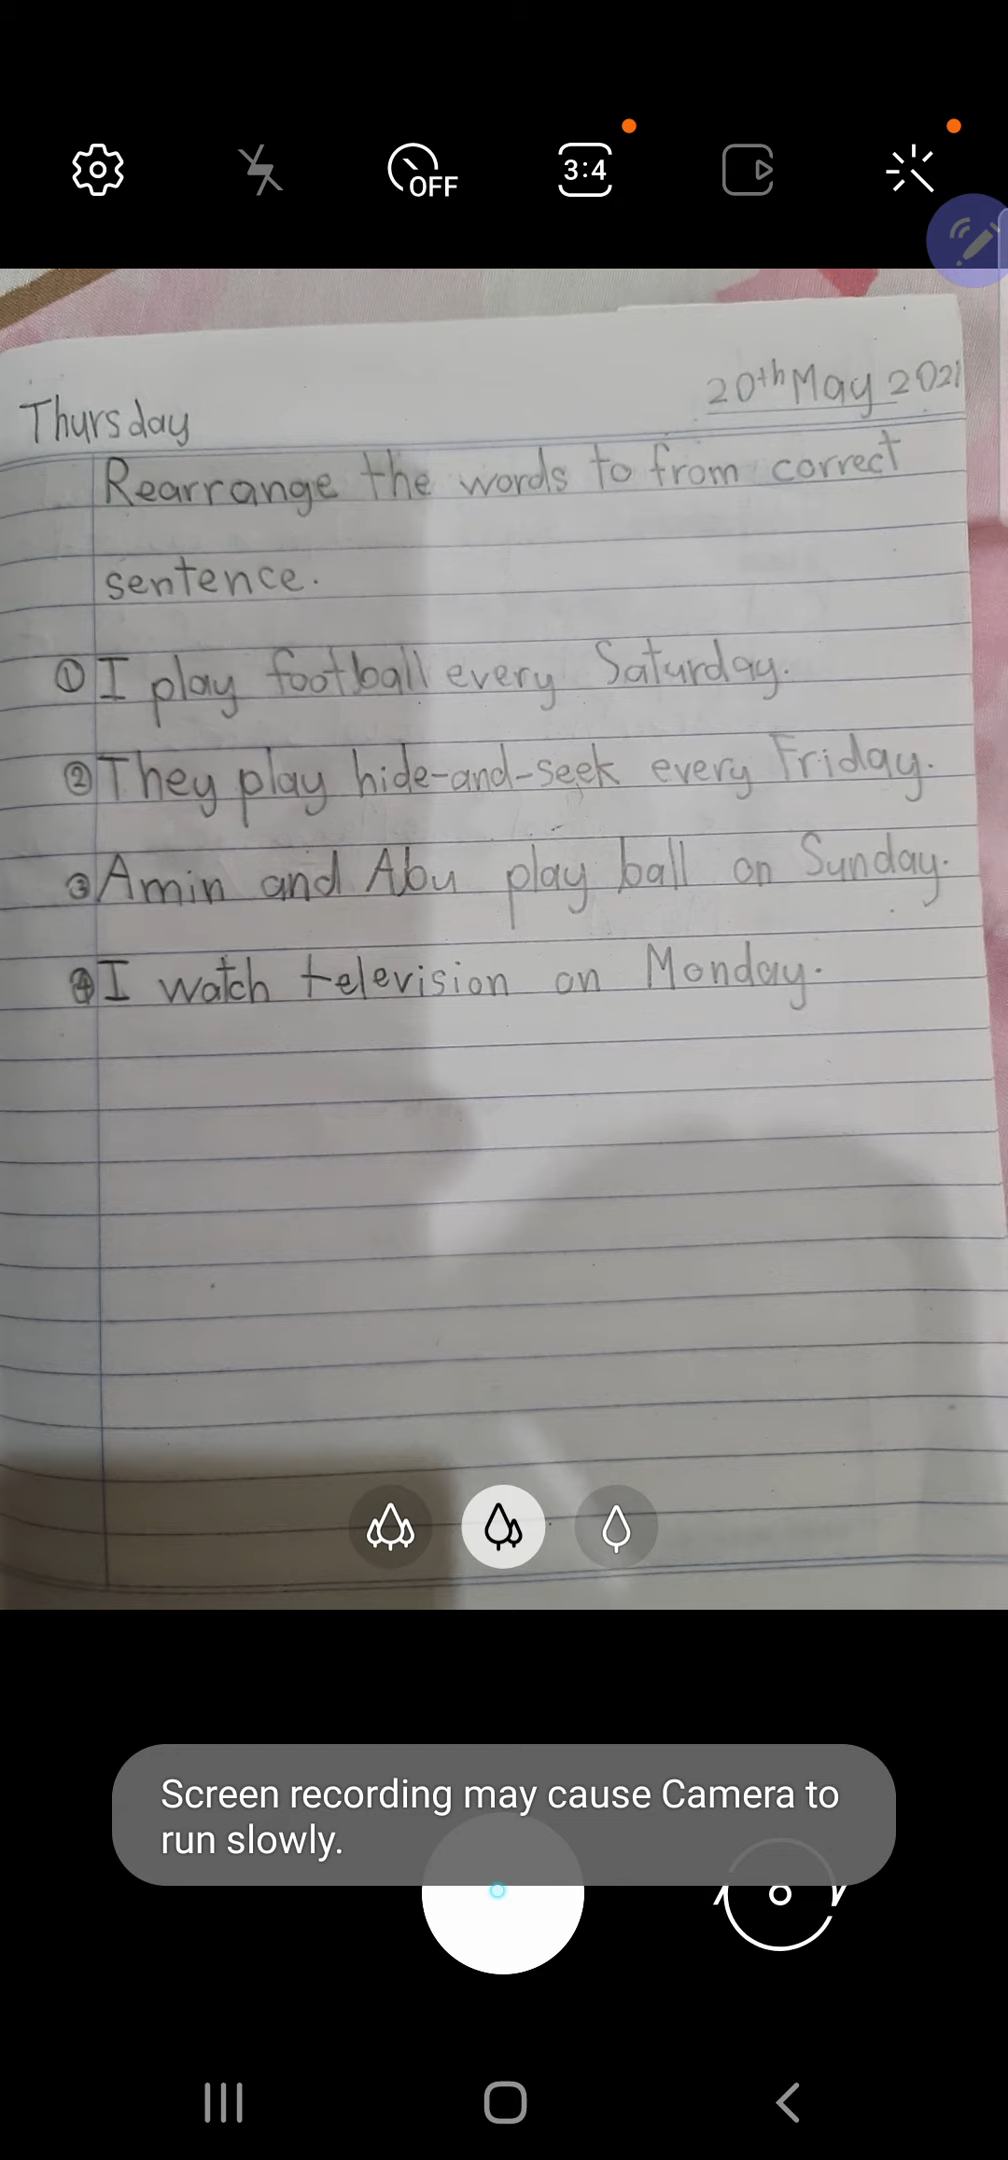 OFF
3:4
Thursday
20th May 2021
Rearrange the words to from correct
sentence.
① I play football every Saturday.
② They play hide-and-seek every Friday.
③ Amin and Abu play ball on Sunday.
④ I watch television on Monday.
Screen recording may cause Camera to
run slowly.